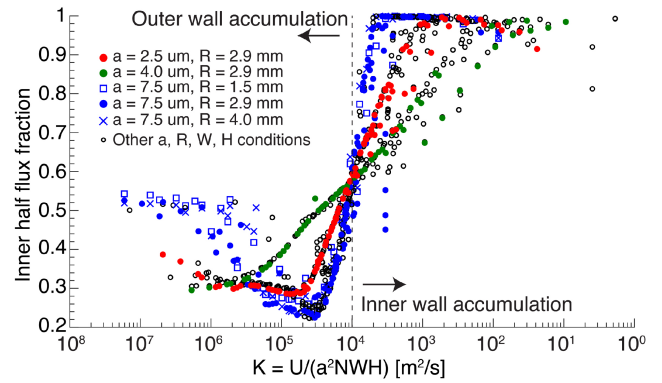 Outer wall accumulation
a = 2.5 um, R = 2.9 mm
a = 4.0 um, R = 2.9 mm
a = 7.5 um, R = 1.5 mm
a = 7.5 um, R = 2.9 mm
a = 7.5 um, R = 4.0 mm
Other a, R, W, H conditions
Inner wall accumulation
Inner half flux fraction
1
0.9
0.8
0.7
0.6
0.5
0.4
0.3
0.2
10⁸ 10⁷ 10⁶ 10⁵ 10⁴ 10³ 10² 10¹ 10⁰
K = U/(a²NWH) [m²/s]